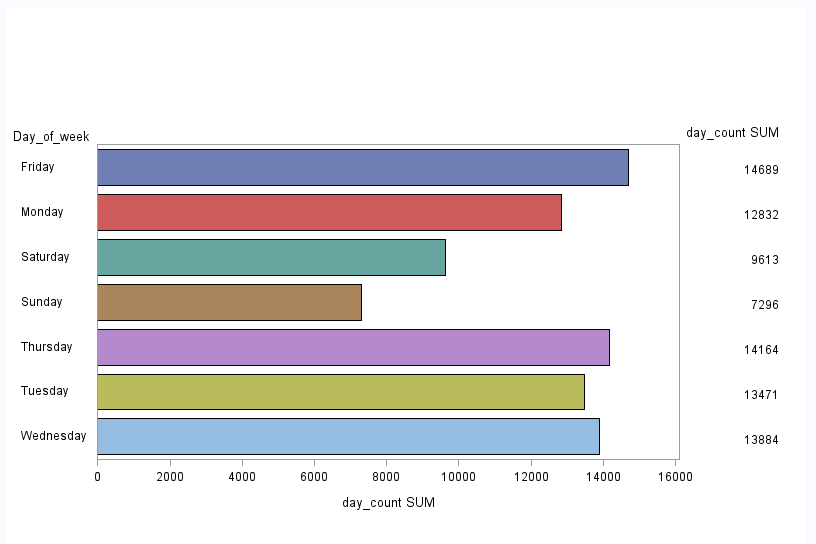 Day_of_week day_count SUM
Friday 14689
Monday 12832
Saturday 9613
Sunday 7296
Thursday 14164
Tuesday 13471
Wednesday 13884
0 2000 4000 6000 8000 10000 12000 14000 16000
day_count SUM